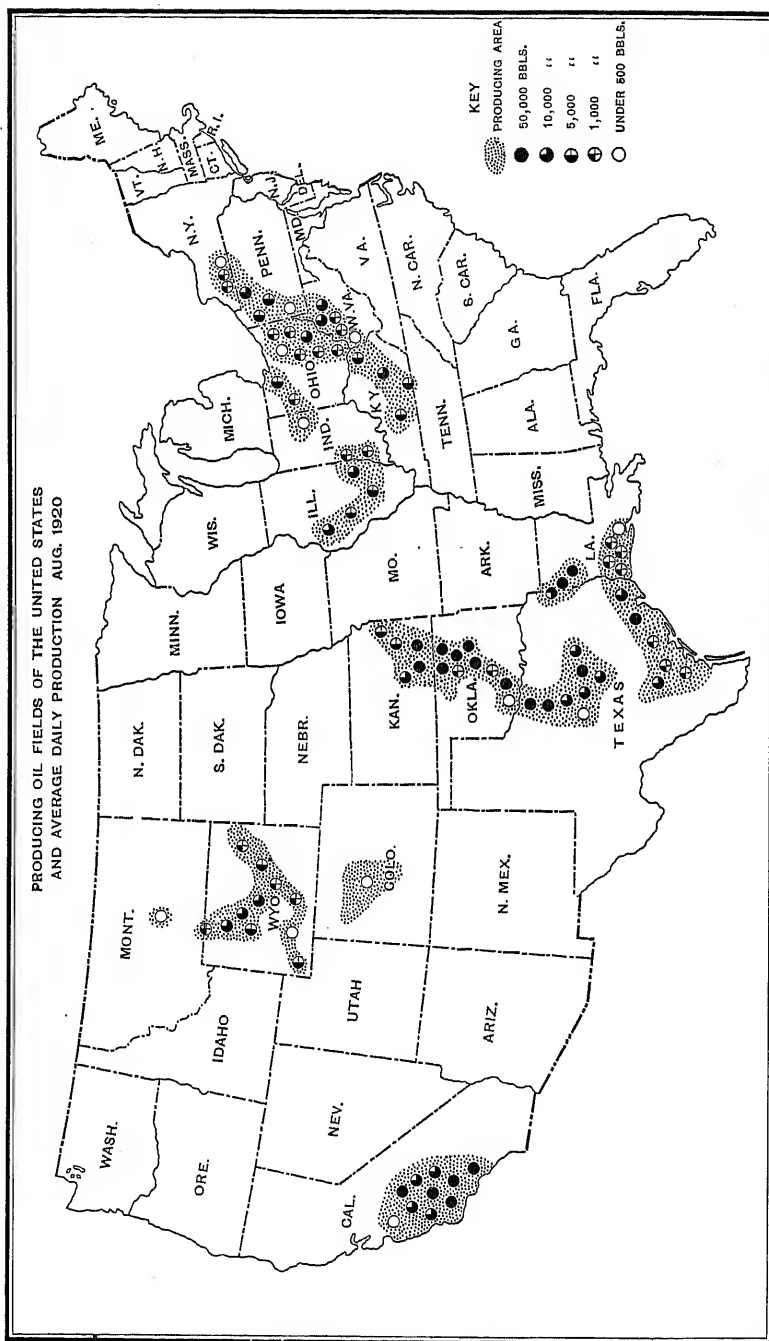 PRODUCING OIL FIELDS OF THE UNITED STATES
AND AVERAGE DAILY PRODUCTION AUG. 1920
WASH.
ORE.
CAL.
NEV.
IDAHO
MONT.
WYO.
UTAH
ARIZ.
COLO.
N. MEX.
N. DAK.
S. DAK.
NEBR.
KAN.
OKLA.
TEXAS
MINN.
IOWA
MO.
ARK.
LA.
WIS.
ILL.
MICH.
IND.
OHIO
KY.
TENN.
MISS.
ALA.
GA.
FLA.
S. CAR.
N. CAR.
VA.
W. VA.
MD.
DEL.
PENN.
N.J.
N.Y.
CT.
R.I.
MASS.
VT.
N.H.
ME.
KEY
PRODUCING AREA
50,000 BBLS.
10,000 "
5,000 "
1,000 "
UNDER 500 BBLS.